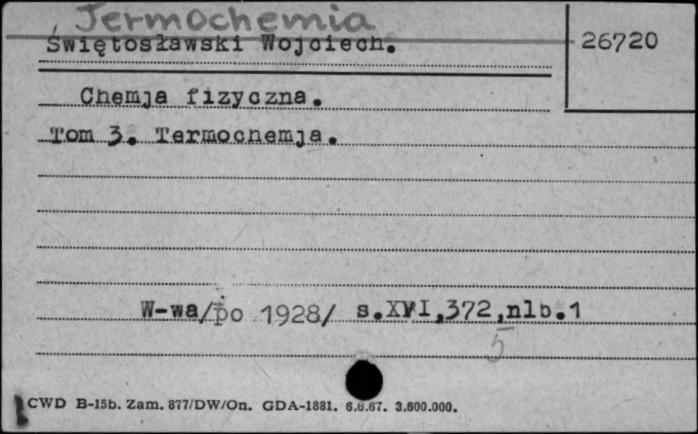 Termochemia
Świętosławski Wojciech.
26720
Chemja fizyczna.
Tom 3. Termochemja.
W-wa/po 1928/ s.XVI,372,nlb.1
5
CWD B-15b. Zam. 877/DW/On. GDA-1881. 6.6.67. 3.600.000.